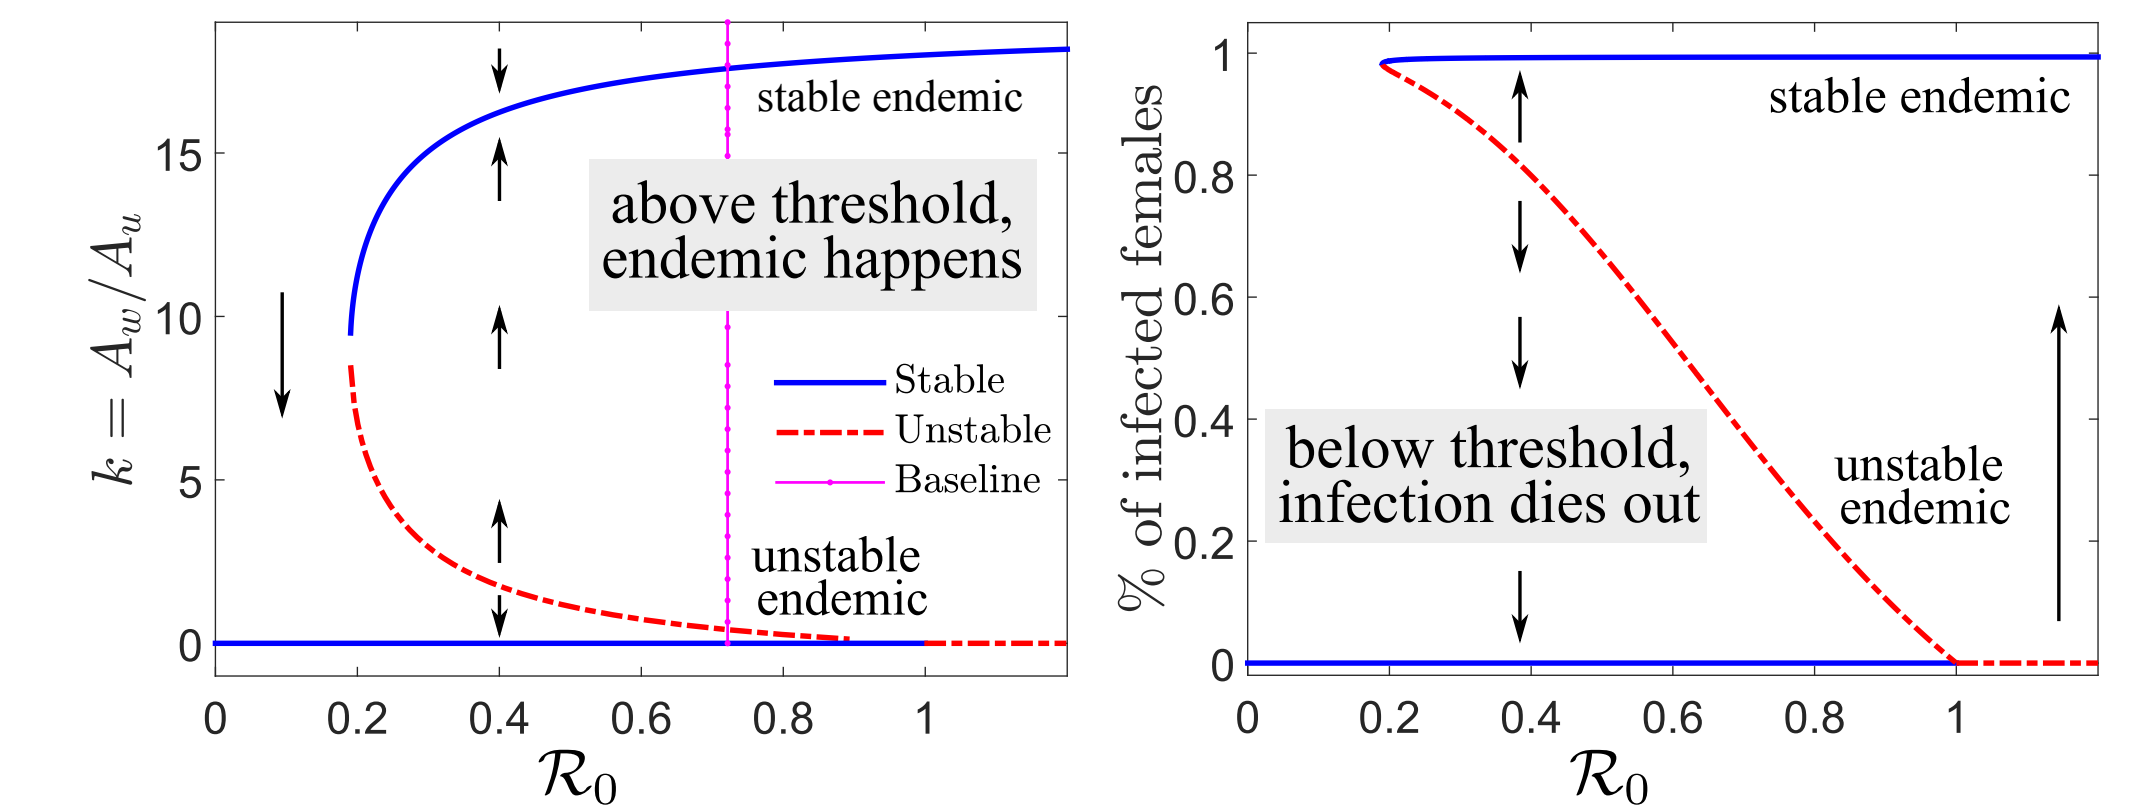 15
10
5
0
k = A_w/A_u
stable endemic
above threshold,
endemic happens
Stable
Unstable
Baseline
unstable
endemic
0 0.2 0.4 0.6 0.8 1
ℛ₀
1
0.8
0.6
0.4
0.2
0
% of infected females
stable endemic
below threshold,
infection dies out
unstable
endemic
0 0.2 0.4 0.6 0.8 1
ℛ₀